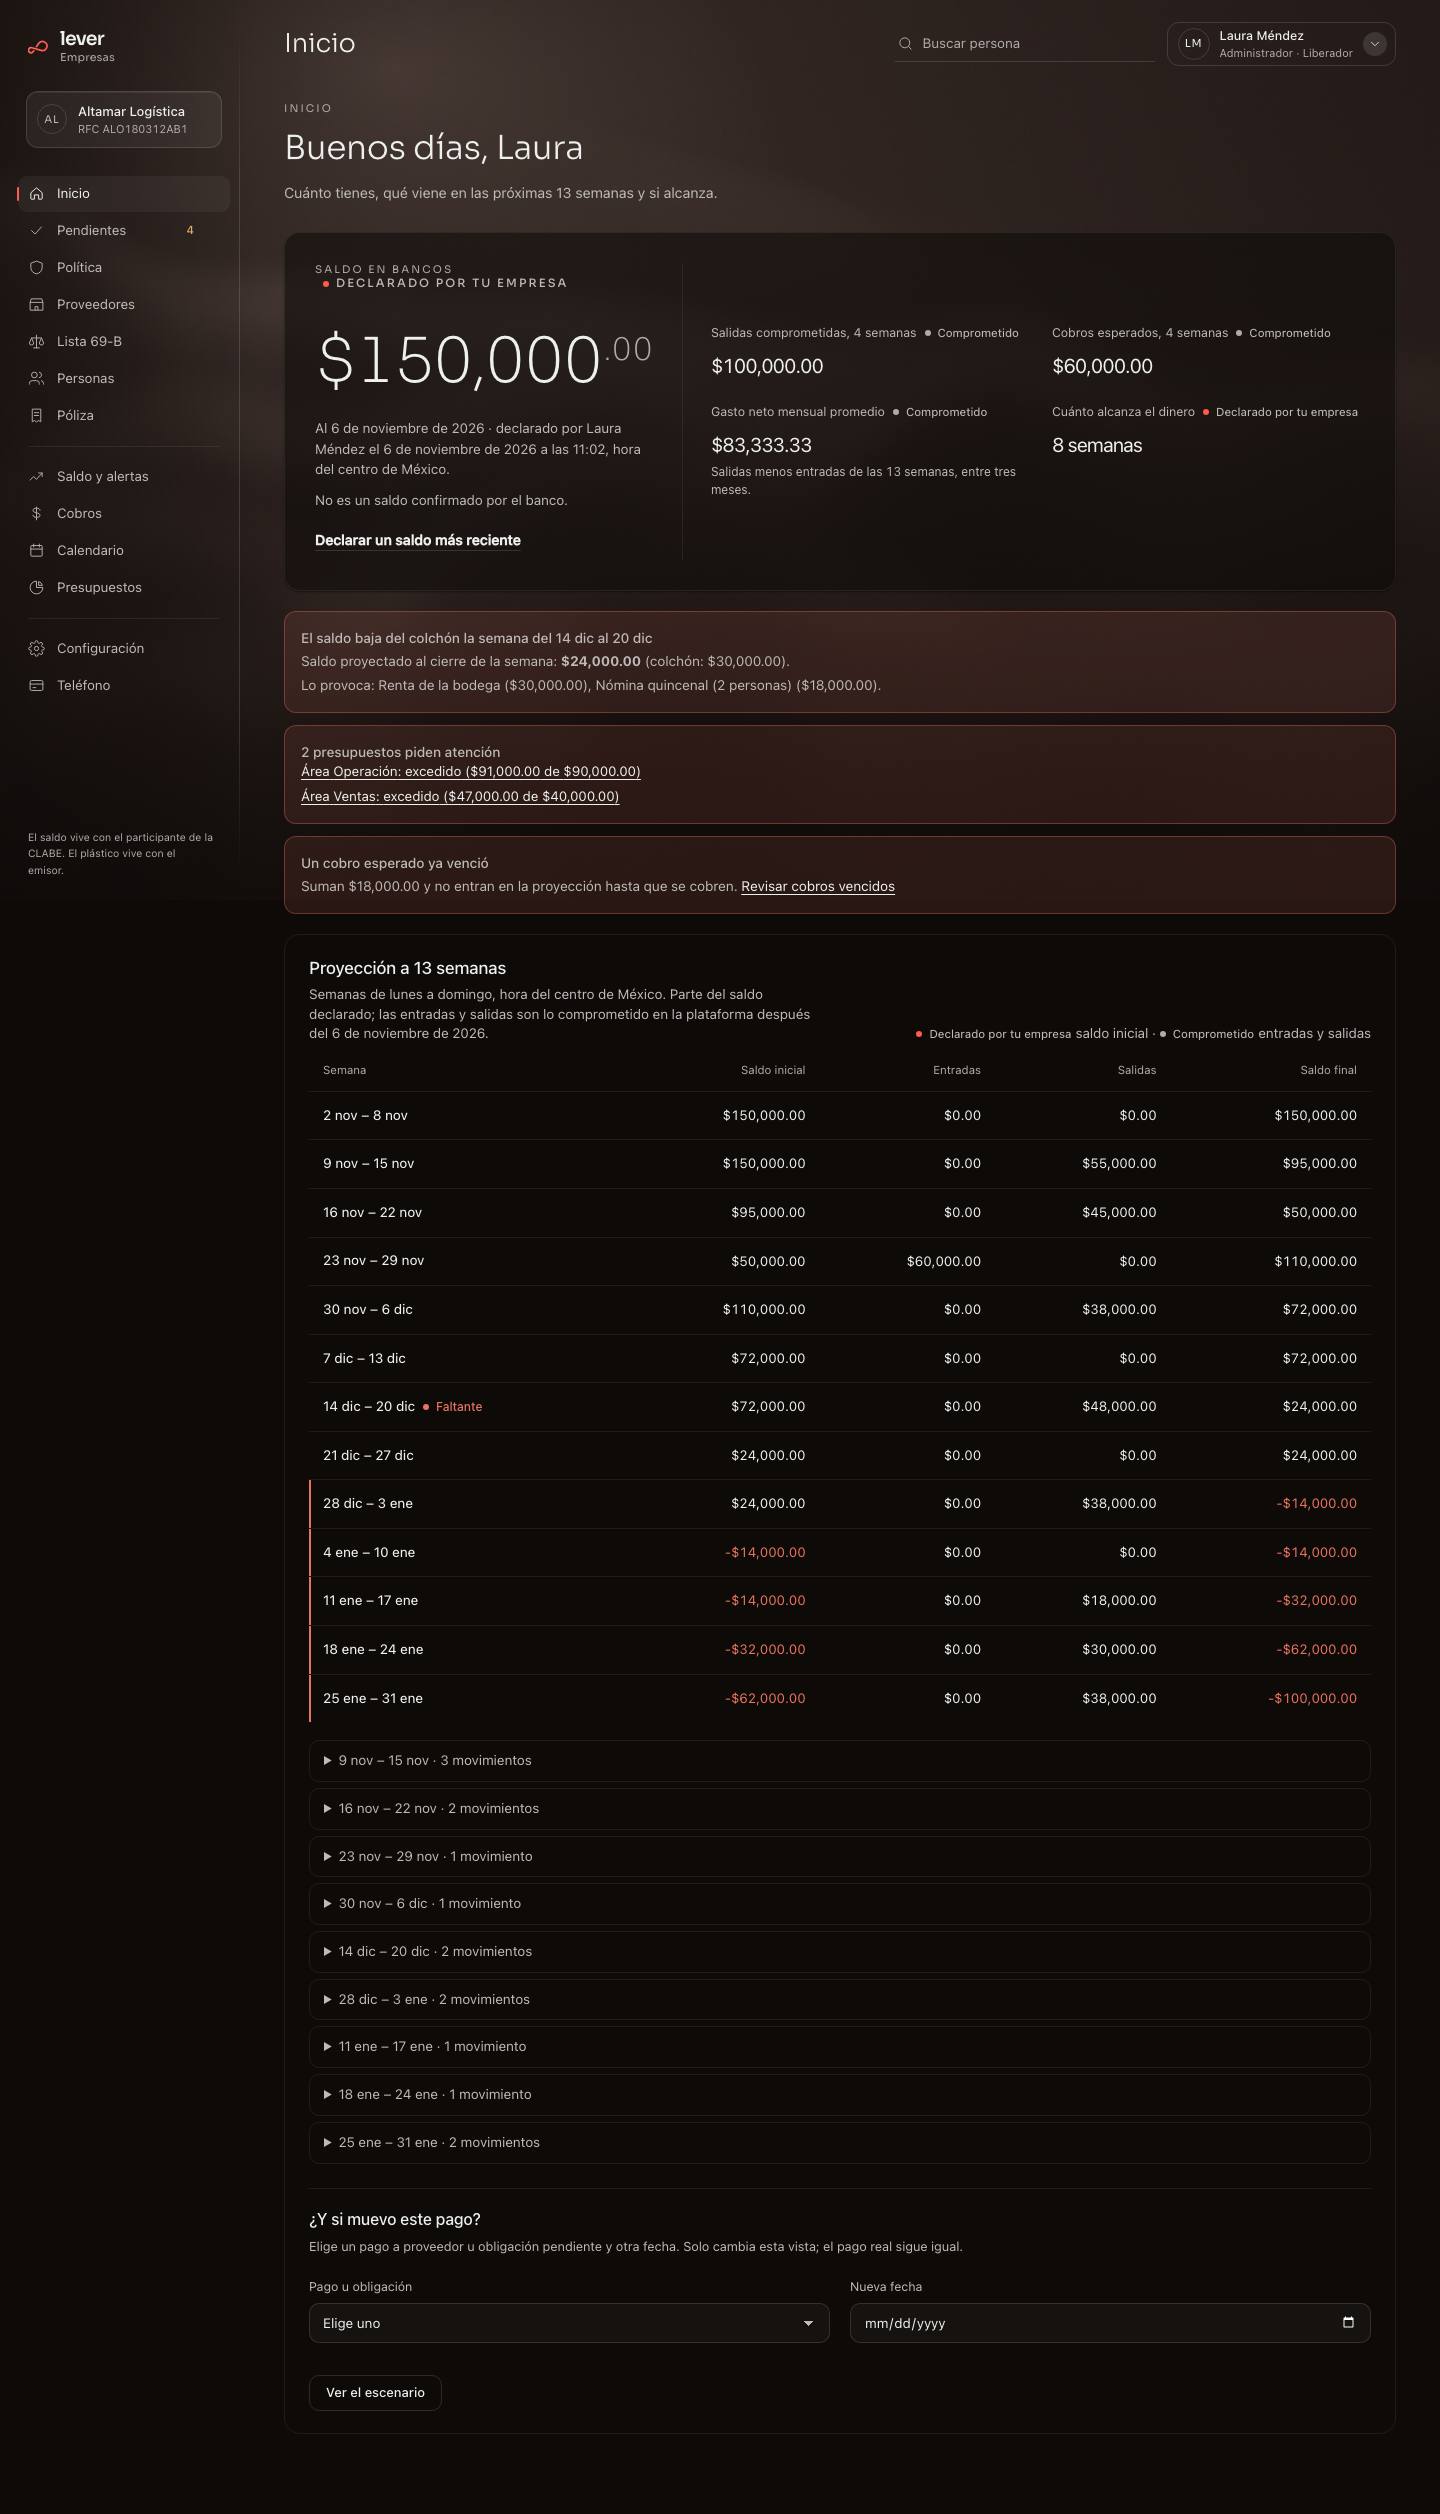 lever
Empresas
AL
Altamar Logística
RFC ALO180312AB1
Inicio
Pendientes 4
Política
Proveedores
Lista 69-B
Personas
Póliza
Saldo y alertas
Cobros
Calendario
Presupuestos
Configuración
Teléfono
El saldo vive con el participante de la
CLABE. El plástico vive con el
emisor.
Inicio
Buscar persona
LM
Laura Méndez
Administrador · Liberador
INICIO
Buenos días, Laura
Cuánto tienes, qué viene en las próximas 13 semanas y si alcanza.
SALDO EN BANCOS
DECLARADO POR TU EMPRESA
$150,000.00
Al 6 de noviembre de 2026 · declarado por Laura
Méndez el 6 de noviembre de 2026 a las 11:02, hora
del centro de México.
No es un saldo confirmado por el banco.
Declarar un saldo más reciente
Salidas comprometidas, 4 semanas Comprometido
$100,000.00
Cobros esperados, 4 semanas Comprometido
$60,000.00
Gasto neto mensual promedio Comprometido
$83,333.33
Salidas menos entradas de las 13 semanas, entre tres
meses.
Cuánto alcanza el dinero Declarado por tu empresa
8 semanas
El saldo baja del colchón la semana del 14 dic al 20 dic
Saldo proyectado al cierre de la semana: $24,000.00 (colchón: $30,000.00).
Lo provoca: Renta de la bodega ($30,000.00), Nómina quincenal (2 personas) ($18,000.00).
2 presupuestos piden atención
Área Operación: excedido ($91,000.00 de $90,000.00)
Área Ventas: excedido ($47,000.00 de $40,000.00)
Un cobro esperado ya venció
Suman $18,000.00 y no entran en la proyección hasta que se cobren. Revisar cobros vencidos
Proyección a 13 semanas
Semanas de lunes a domingo, hora del centro de México. Parte del saldo
declarado; las entradas y salidas son lo comprometido en la plataforma después
del 6 de noviembre de 2026.
Declarado por tu empresa saldo inicial · Comprometido entradas y salidas
Semana Saldo inicial Entradas Salidas Saldo final
2 nov – 8 nov $150,000.00 $0.00 $0.00 $150,000.00
9 nov – 15 nov $150,000.00 $0.00 $55,000.00 $95,000.00
16 nov – 22 nov $95,000.00 $0.00 $45,000.00 $50,000.00
23 nov – 29 nov $50,000.00 $60,000.00 $0.00 $110,000.00
30 nov – 6 dic $110,000.00 $0.00 $38,000.00 $72,000.00
7 dic – 13 dic $72,000.00 $0.00 $0.00 $72,000.00
14 dic – 20 dic Faltante $72,000.00 $0.00 $48,000.00 $24,000.00
21 dic – 27 dic $24,000.00 $0.00 $0.00 $24,000.00
28 dic – 3 ene $24,000.00 $0.00 $38,000.00 -$14,000.00
4 ene – 10 ene -$14,000.00 $0.00 $0.00 -$14,000.00
11 ene – 17 ene -$14,000.00 $0.00 $18,000.00 -$32,000.00
18 ene – 24 ene -$32,000.00 $0.00 $30,000.00 -$62,000.00
25 ene – 31 ene -$62,000.00 $0.00 $38,000.00 -$100,000.00
9 nov – 15 nov · 3 movimientos
16 nov – 22 nov · 2 movimientos
23 nov – 29 nov · 1 movimiento
30 nov – 6 dic · 1 movimiento
14 dic – 20 dic · 2 movimientos
28 dic – 3 ene · 2 movimientos
11 ene – 17 ene · 1 movimiento
18 ene – 24 ene · 1 movimiento
25 ene – 31 ene · 2 movimientos
¿Y si muevo este pago?
Elige un pago a proveedor u obligación pendiente y otra fecha. Solo cambia esta vista; el pago real sigue igual.
Pago u obligación
Elige uno
Nueva fecha
mm/dd/yyyy
Ver el escenario